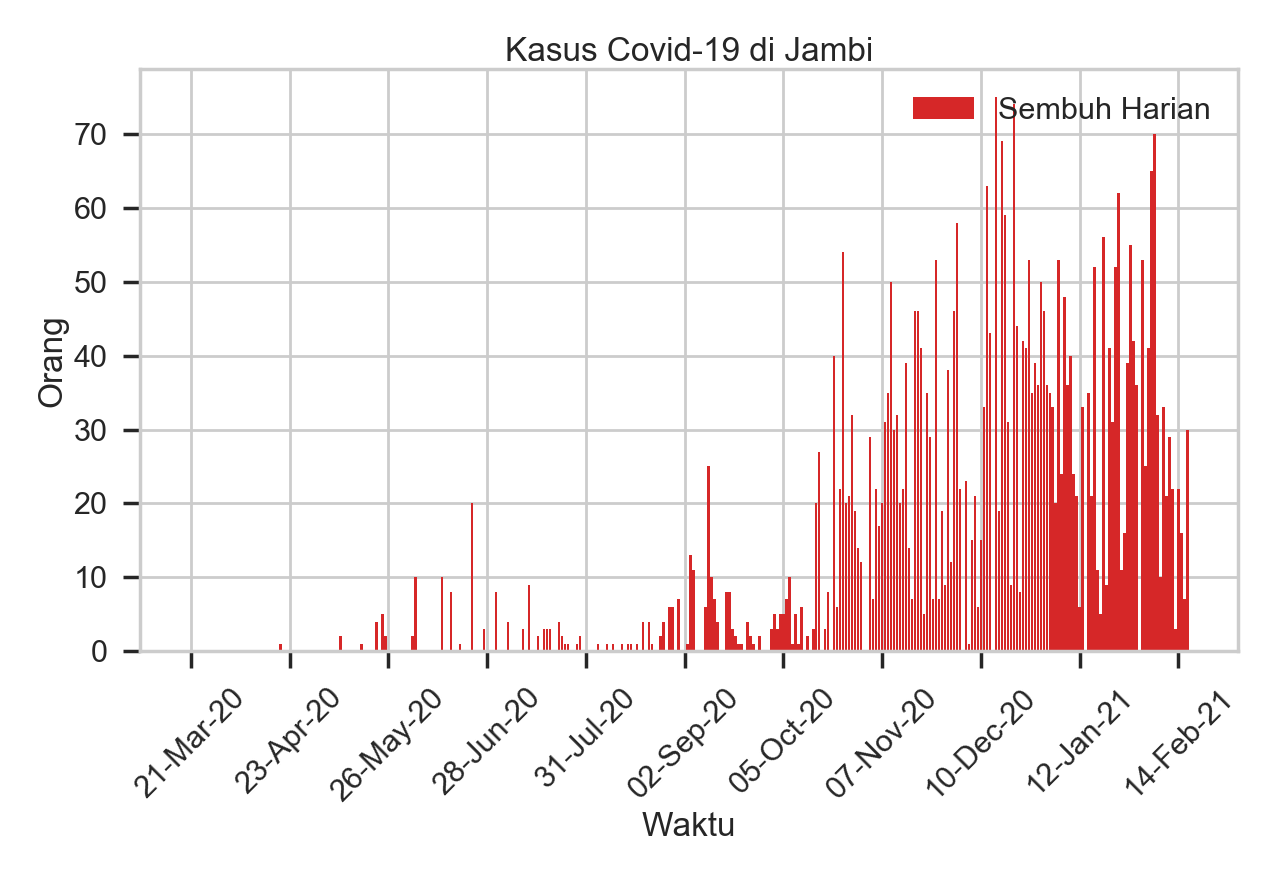 Kasus Covid-19 di Jambi
Sembuh Harian
Orang
70
60
50
40
30
20
10
0
21-Mar-20
23-Apr-20
26-May-20
28-Jun-20
31-Jul-20
02-Sep-20
05-Oct-20
07-Nov-20
10-Dec-20
12-Jan-21
14-Feb-21
Waktu